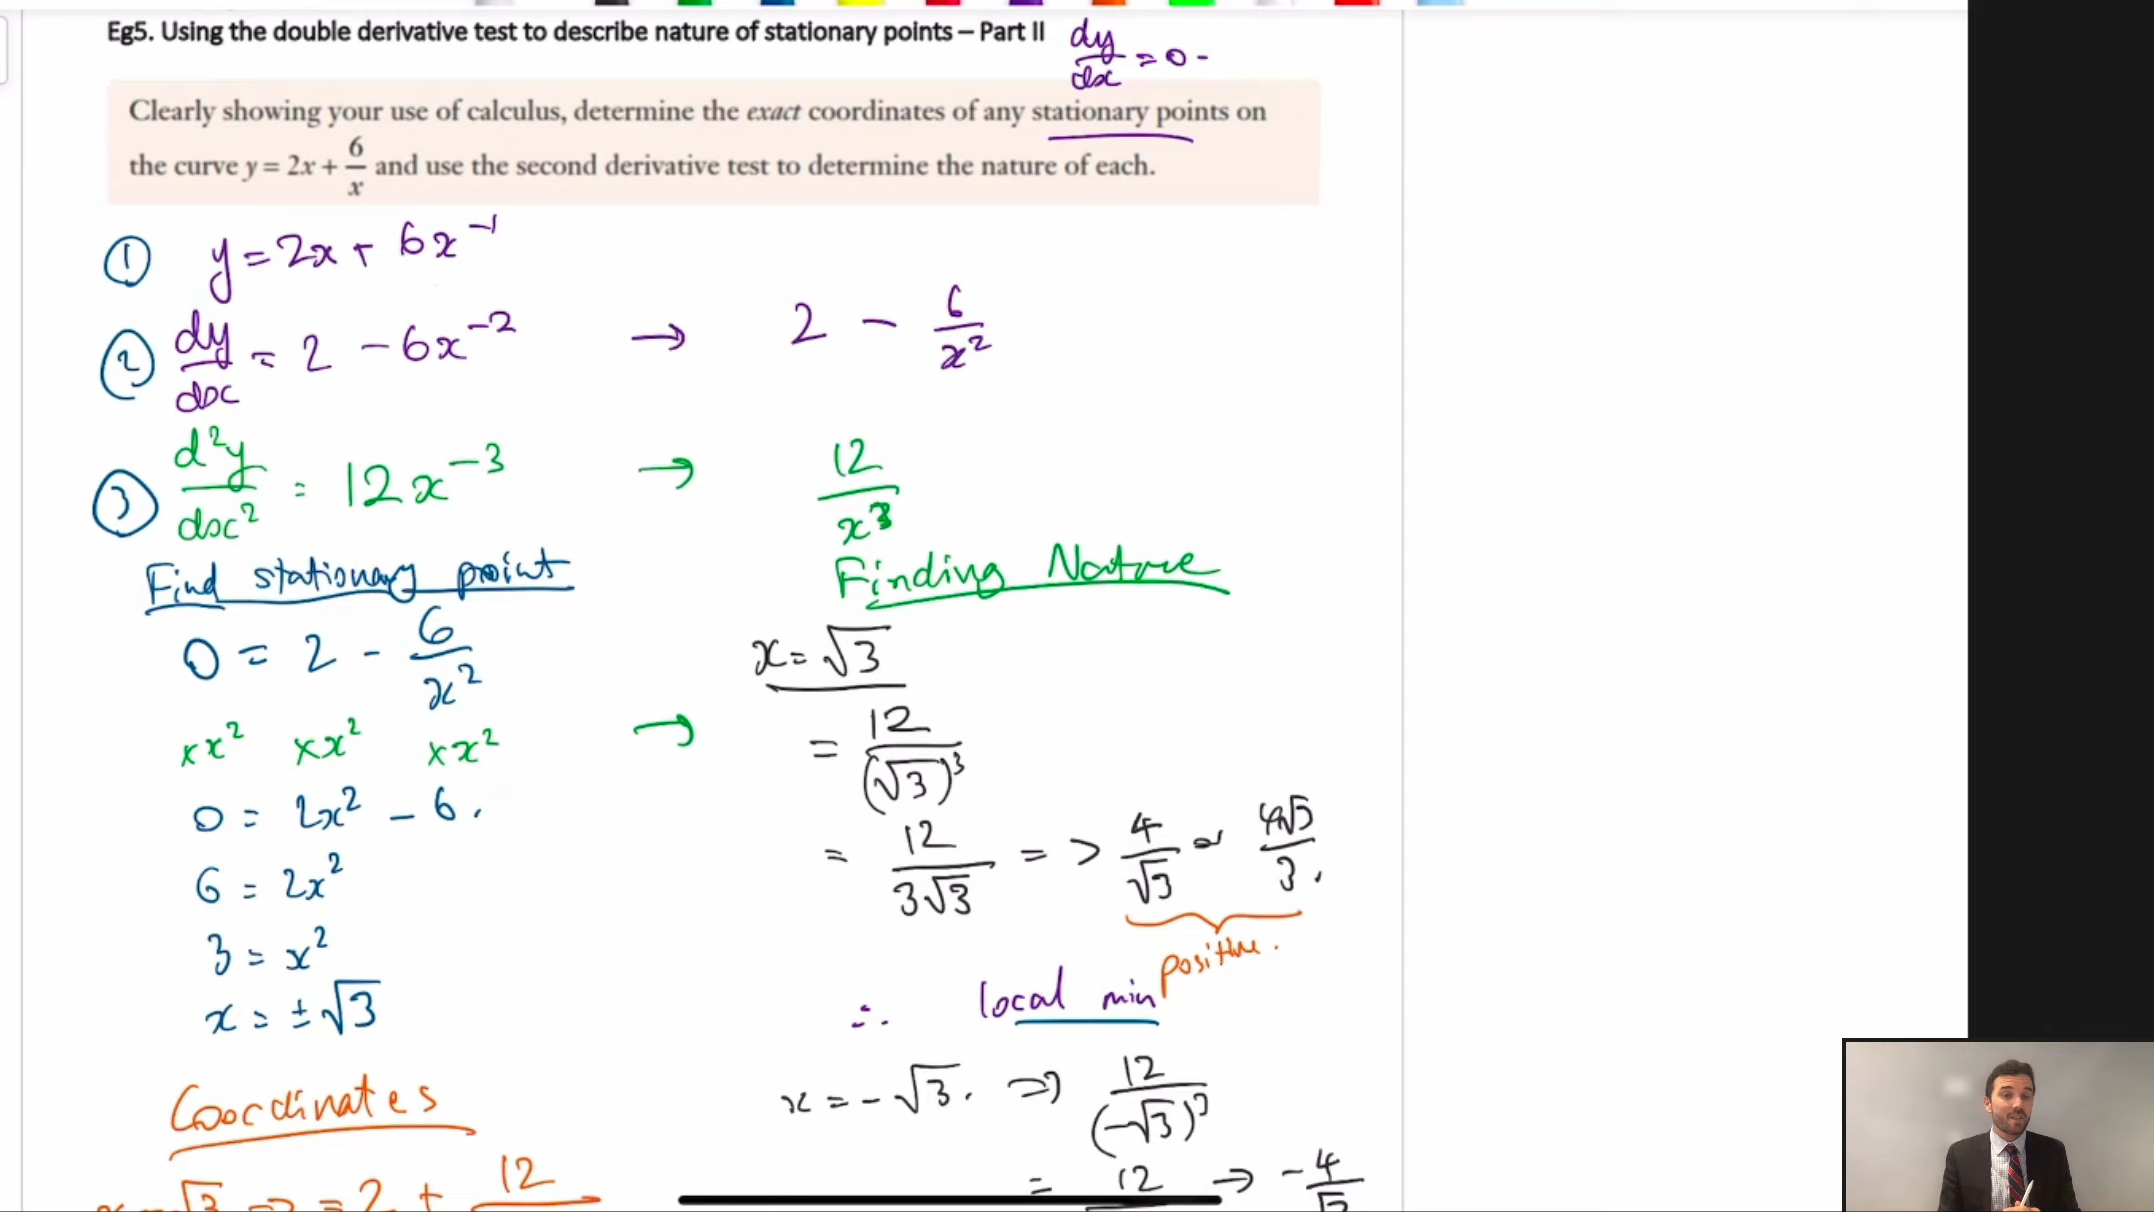 Eg5. Using the double derivative test to describe nature of stationary points – Part II
dy/dx = 0 -
Clearly showing your use of calculus, determine the exact coordinates of any stationary points on
the curve y = 2x + 6/x and use the second derivative test to determine the nature of each.
① y = 2x + 6x⁻¹
② dy/dx = 2 - 6x⁻² → 2 - 6/x²
③ d²y/dx² = 12x⁻³ → 12/x³
Find stationary point
0 = 2 - 6/x²
×x² ×x² ×x² →
0 = 2x² - 6.
6 = 2x²
3 = x²
x = ±√3
Coordinates
√3 => = 2 + 12
Finding Nature
x = √3
= 12/(√3)³
= 12/3√3 => 4/√3 ~ 4√3/3.
positive.
∴ local min
x = -√3. => 12/(-√3)³
= 12 → -4/√3